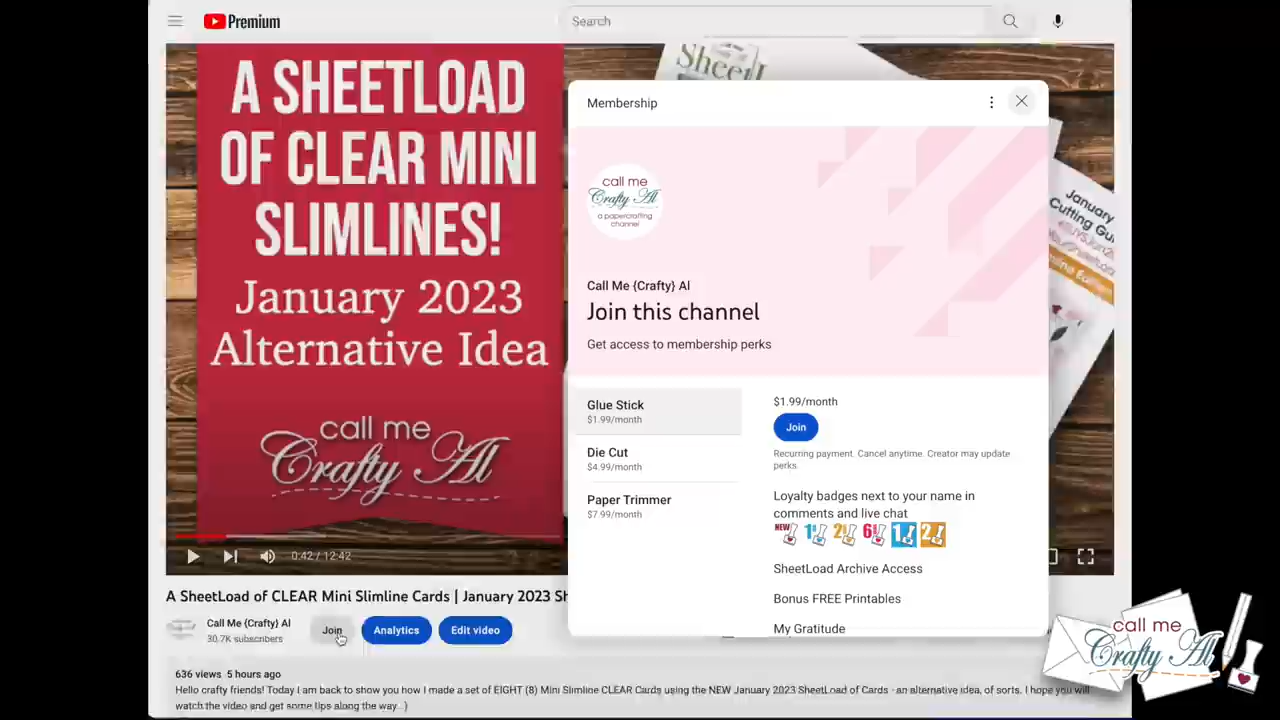 Premium
Search
A SHEETLOAD
OF CLEAR MINI
SLIMLINES!
January 2023
Alternative Idea
call me
Crafty Al
0:42 / 12:42
SheetL
January
Cutting Gui
Membership
call me
Crafty Al
a papercrafting
channel
Call Me {Crafty} Al
Join this channel
Get access to membership perks
Glue Stick
$1.99/month
Die Cut
$4.99/month
Paper Trimmer
$7.99/month
$1.99/month
Join
Recurring payment. Cancel anytime. Creator may update
perks.
Loyalty badges next to your name in
comments and live chat
NEW
SheetLoad Archive Access
Bonus FREE Printables
My Gratitude
A SheetLoad of CLEAR Mini Slimline Cards | January 2023 Sh
Call Me {Crafty} Al
30.7K subscribers
Join
Analytics
Edit video
636 views 5 hours ago
Hello crafty friends! Today I am back to show you how I made a set of EIGHT (8) Mini Slimline CLEAR Cards using the NEW January 2023 SheetLoad of Cards - an alternative idea, of sorts. I hope you will
watch the video and get some tips along the way. :)
call me
Crafty Al